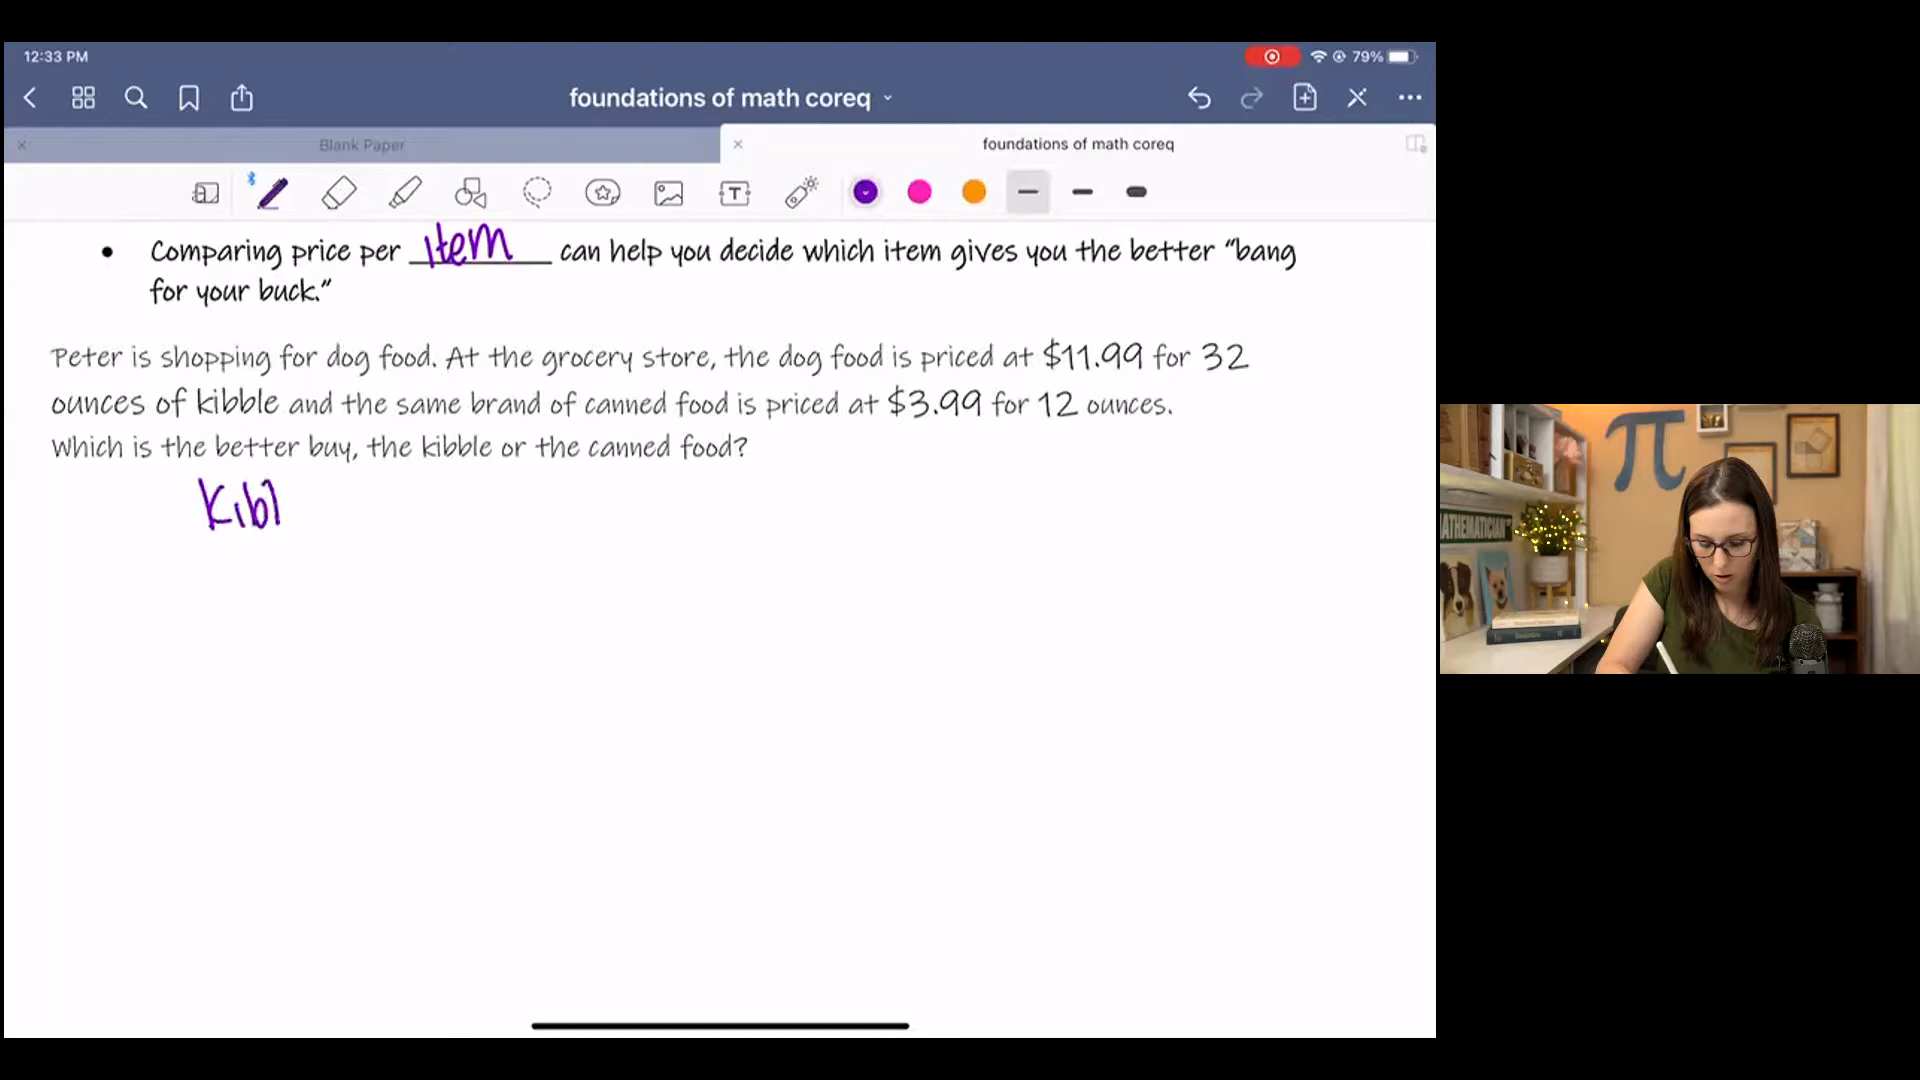 12:33 PM
79%
foundations of math coreq
Blank Paper
foundations of math coreq
• Comparing price per item can help you decide which item gives you the better “bang
for your buck.”
Peter is shopping for dog food. At the grocery store, the dog food is priced at $11.99 for 32
ounces of kibble and the same brand of canned food is priced at $3.99 for 12 ounces.
Which is the better buy, the kibble or the canned food?
Kibl
π
MATHEMATICIAN